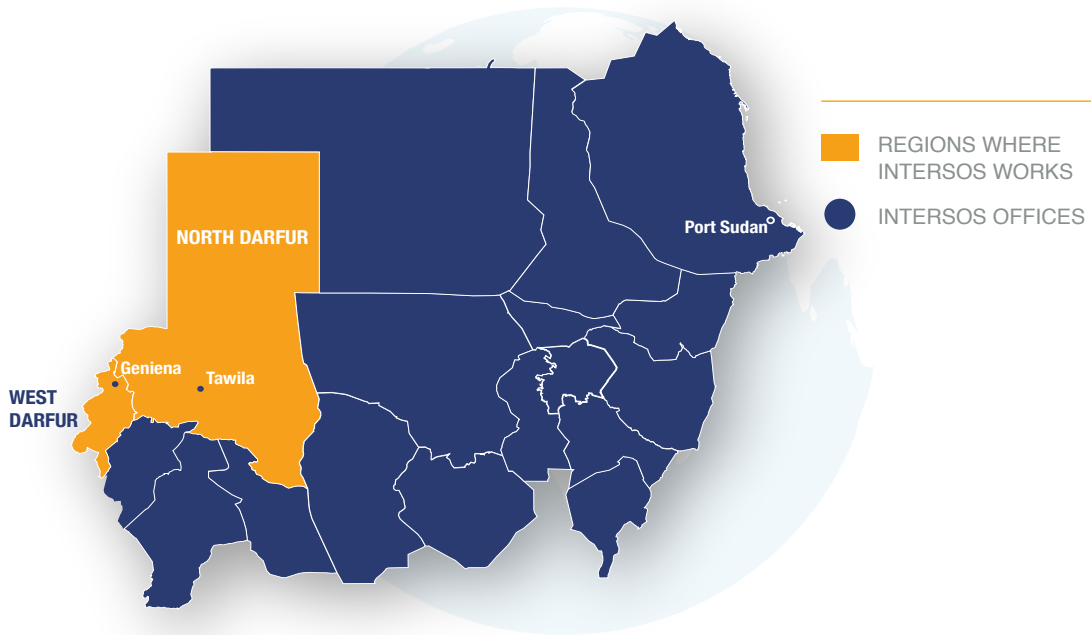 REGIONS WHERE
INTERSOS WORKS
INTERSOS OFFICES
Port Sudan
NORTH DARFUR
Geniena
Tawila
WEST
DARFUR